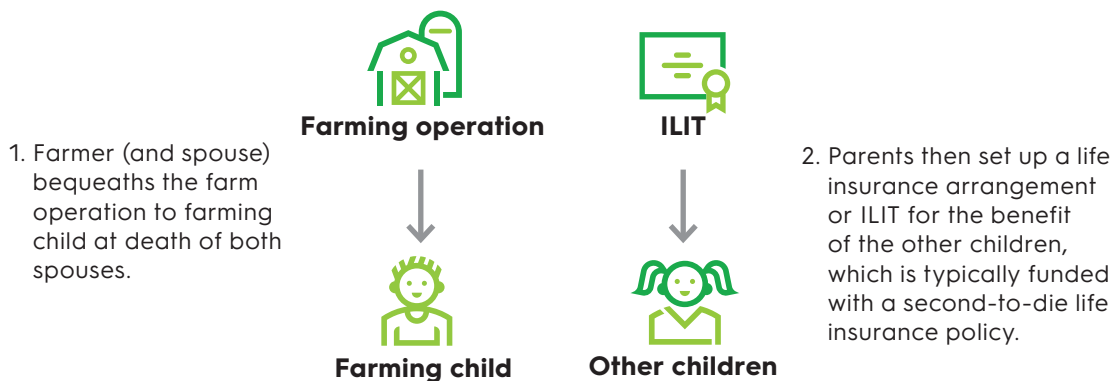 Farming operation
ILIT
1. Farmer (and spouse)
bequeaths the farm
operation to farming
child at death of both
spouses.
2. Parents then set up a life
insurance arrangement
or ILIT for the benefit
of the other children,
which is typically funded
with a second-to-die life
insurance policy.
Farming child
Other children